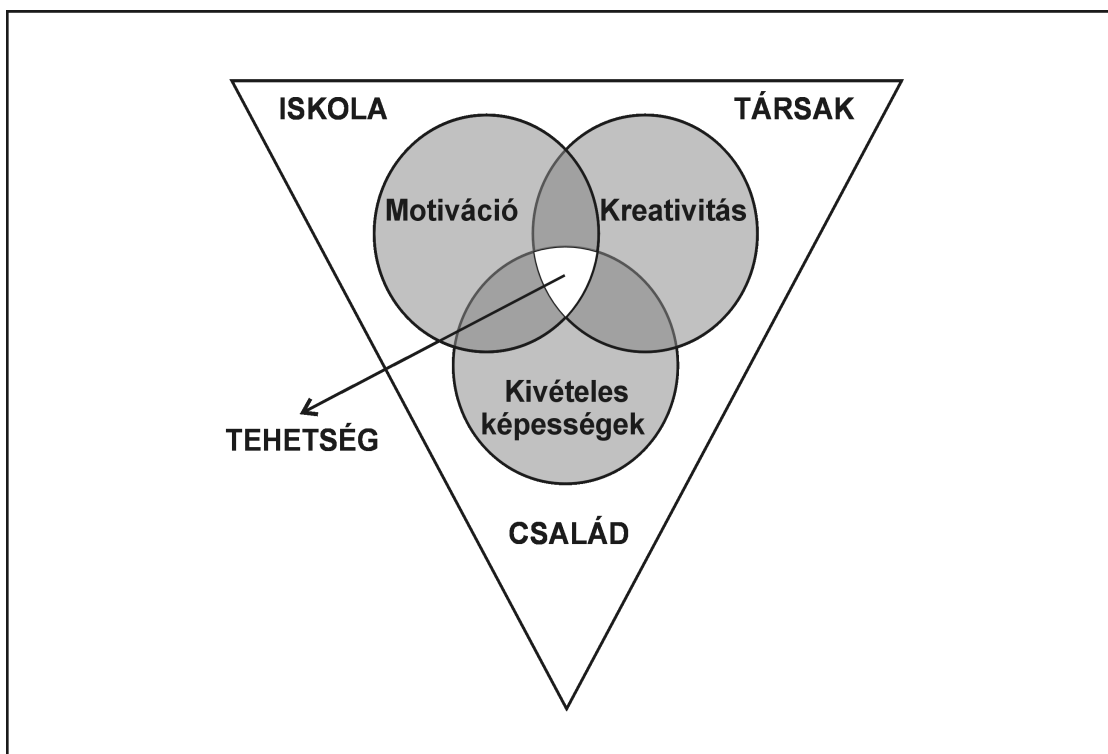 ISKOLA
TÁRSAK
Motiváció
Kreativitás
Kivételes
képességek
TEHETSÉG
CSALÁD